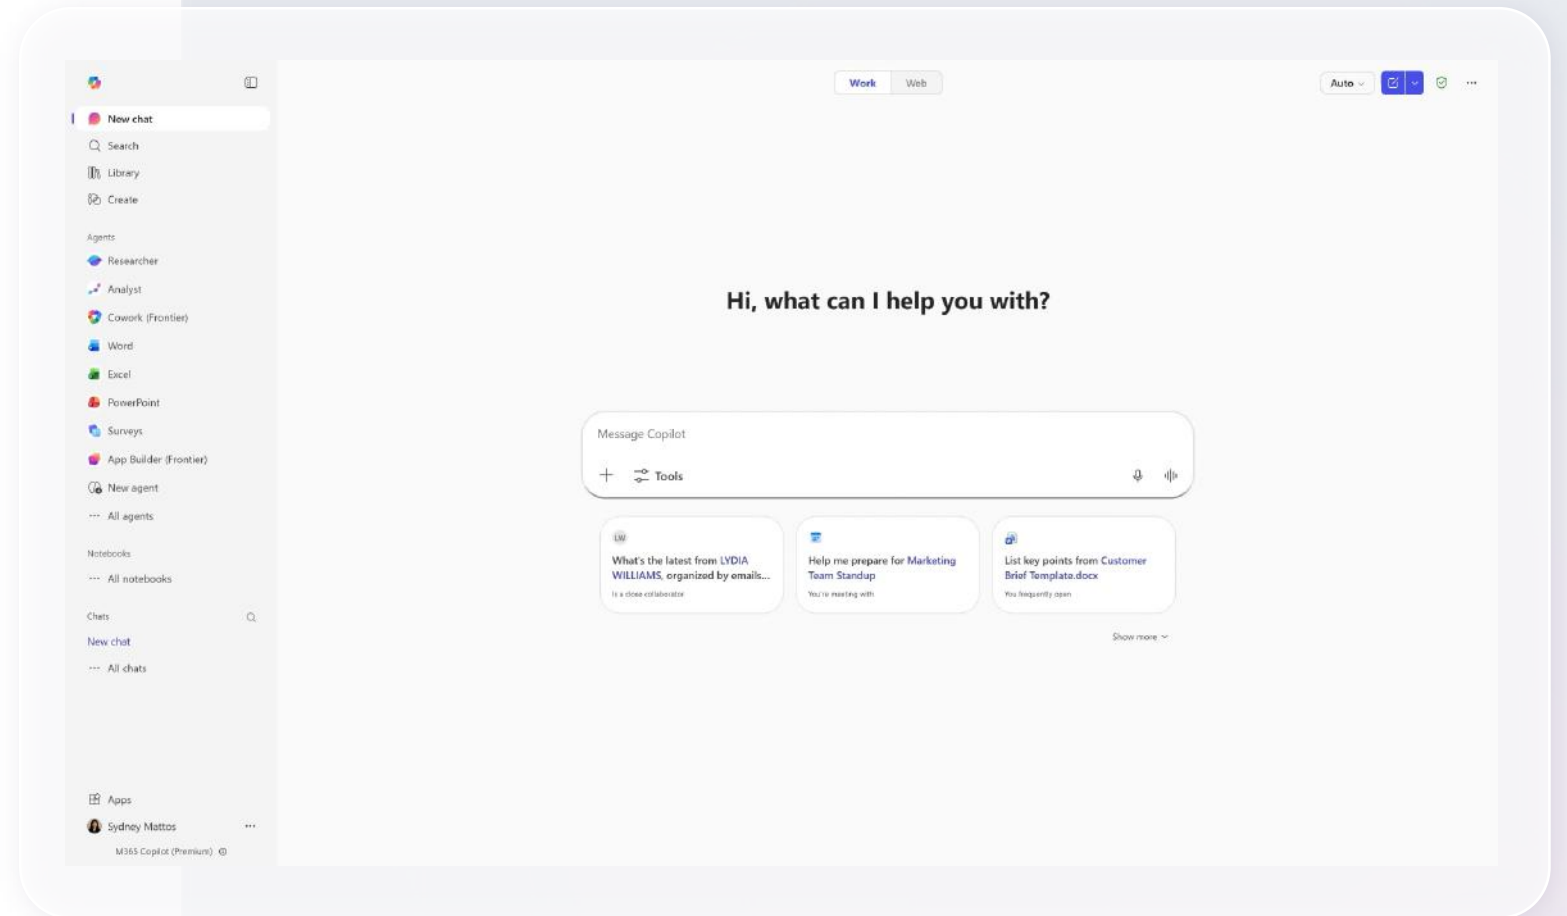 New chat
Search
Library
Create
Agents
Researcher
Analyst
Cowork (Frontier)
Word
Excel
PowerPoint
Surveys
App Builder (Frontier)
New agent
All agents
Notebooks
All notebooks
Chats
New chat
All chats
Apps
Sydney Mattos
M365 Copilot (Premium)
Work Web
Auto
Hi, what can I help you with?
Message Copilot
Tools
LW
What's the latest from LYDIA
WILLIAMS, organized by emails...
Is a close collaborator
Help me prepare for Marketing
Team Standup
You're meeting with
List key points from Customer
Brief Template.docx
You frequently open
Show more